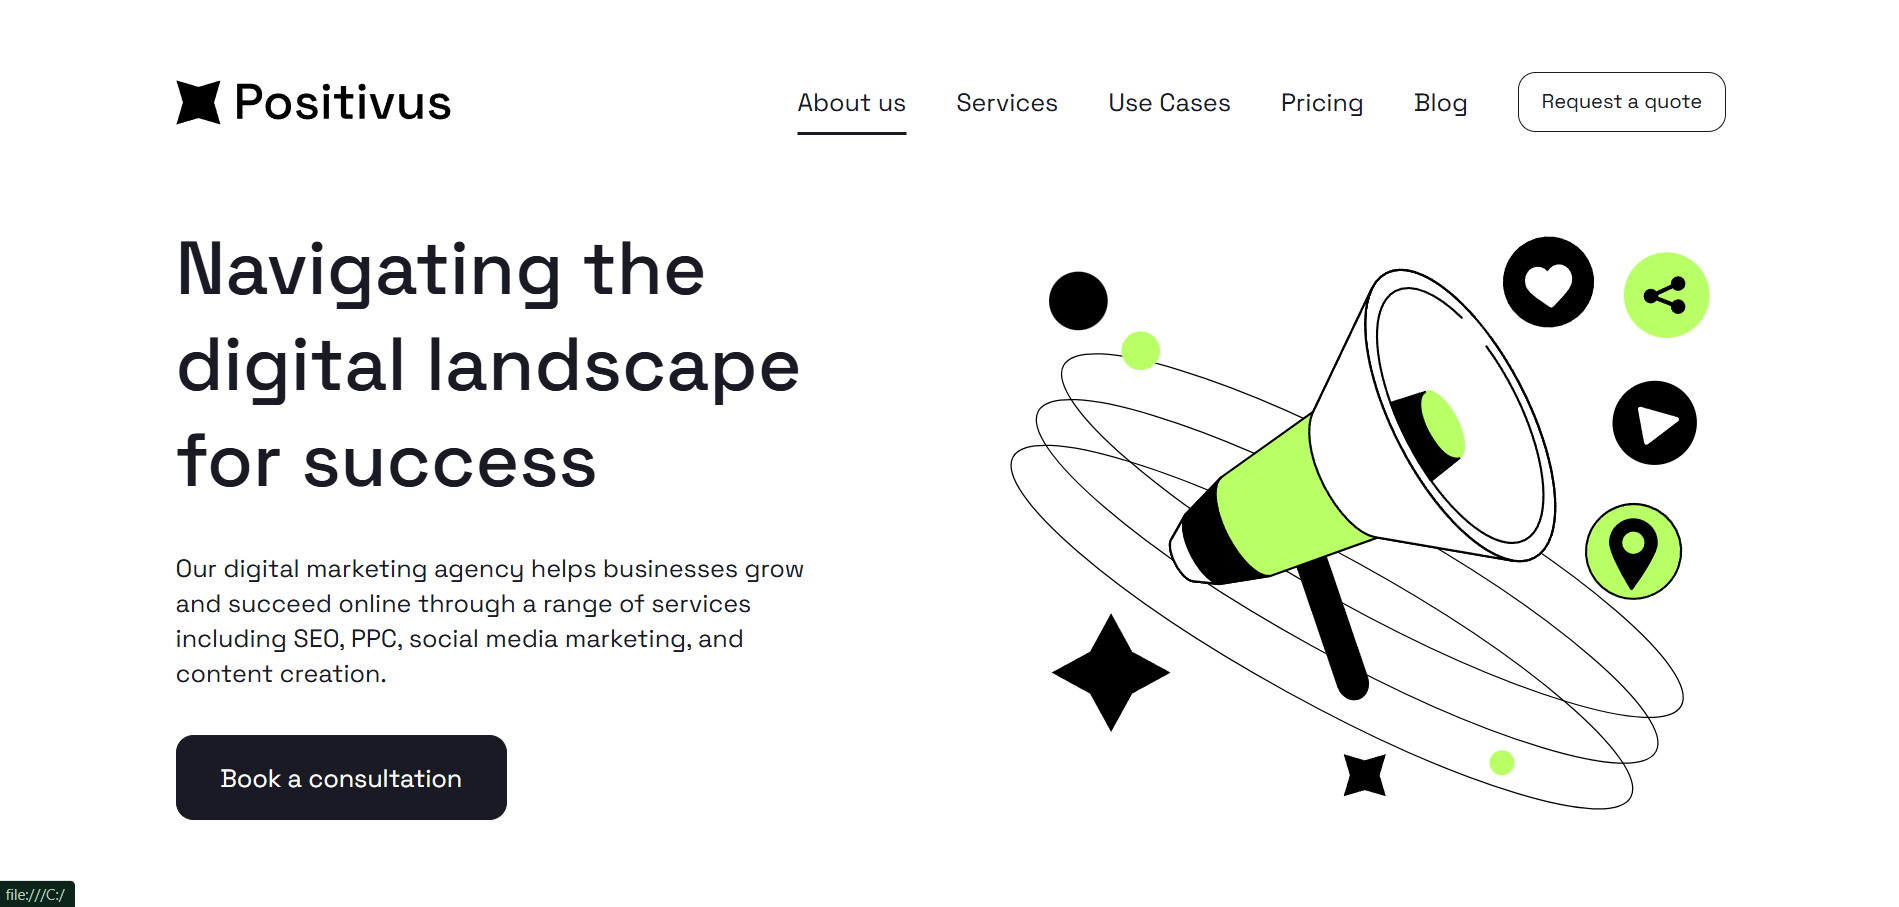 Positivus
About us Services Use Cases Pricing Blog Request a quote
Navigating the
digital landscape
for success
Our digital marketing agency helps businesses grow
and succeed online through a range of services
including SEO, PPC, social media marketing, and
content creation.
Book a consultation
file:///C:/